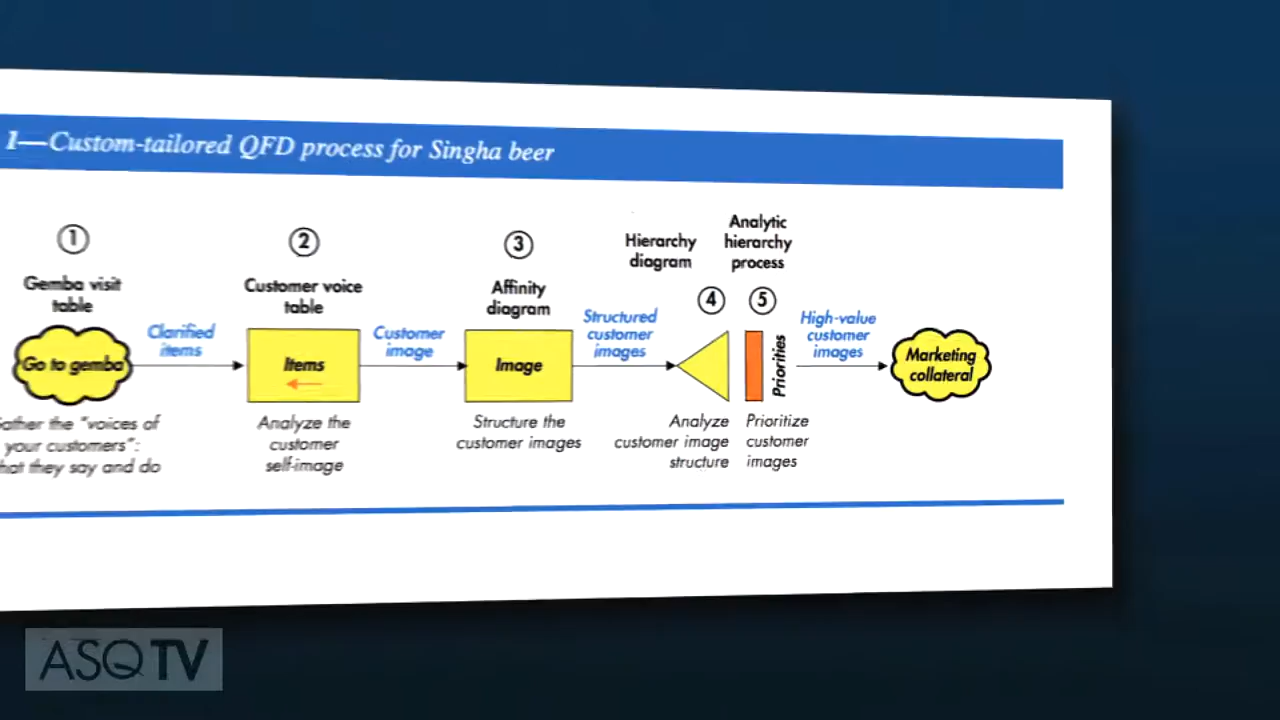 1—Custom-tailored QFD process for Singha beer
1
Gemba visit
table
Go to gemba
Gather the "voices of
your customers":
what they say and do
Clarified
items
2
Customer voice
table
Items
Analyze the
customer
self-image
Customer
image
3
Affinity
diagram
Image
Structure the
customer images
Structured
customer
images
Hierarchy
diagram
4
Analyze
customer image
structure
Analytic
hierarchy
process
5
Priorities
Prioritize
customer
images
High-value
customer
images
Marketing
collateral
ASQTV